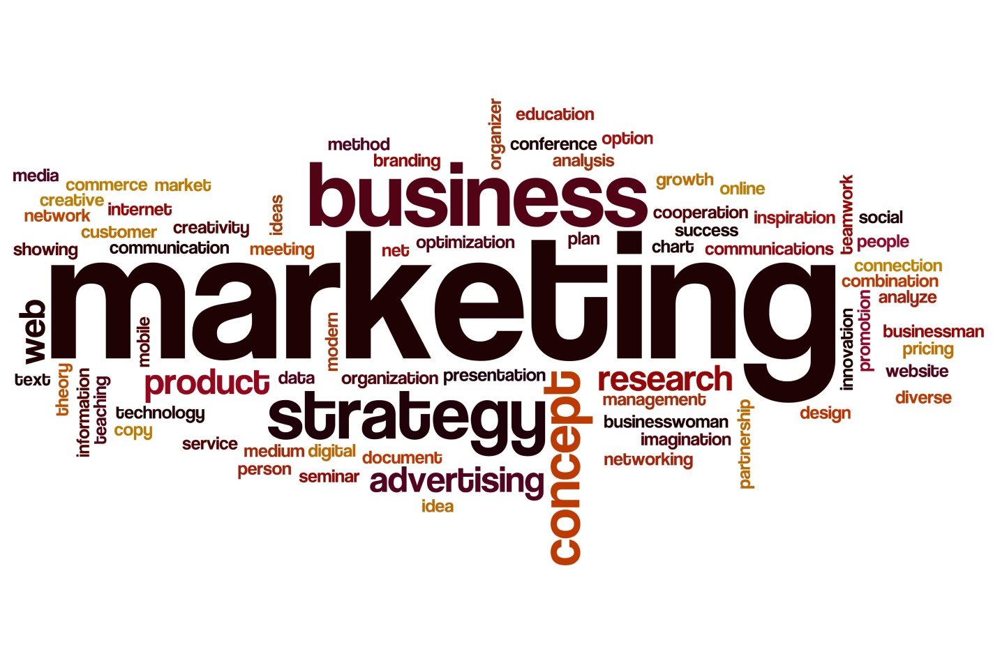 organizer
education
method
conference
option
branding
analysis
media
business
commerce
market
growth
online
creative
network
internet
ideas
cooperation
inspiration
teamwork
social
customer
creativity
success
showing
communication
meeting
net
optimization
plan
chart
communications
people
marketing
connection
combination
analyze
web
mobile
modern
innovation
promotion
businessman
pricing
text
theory
information
teaching
product
data
organization
presentation
concept
research
website
technology
copy
strategy
management
businesswoman
partnership
design
diverse
service
medium
digital
document
imagination
person
seminar
advertising
networking
idea